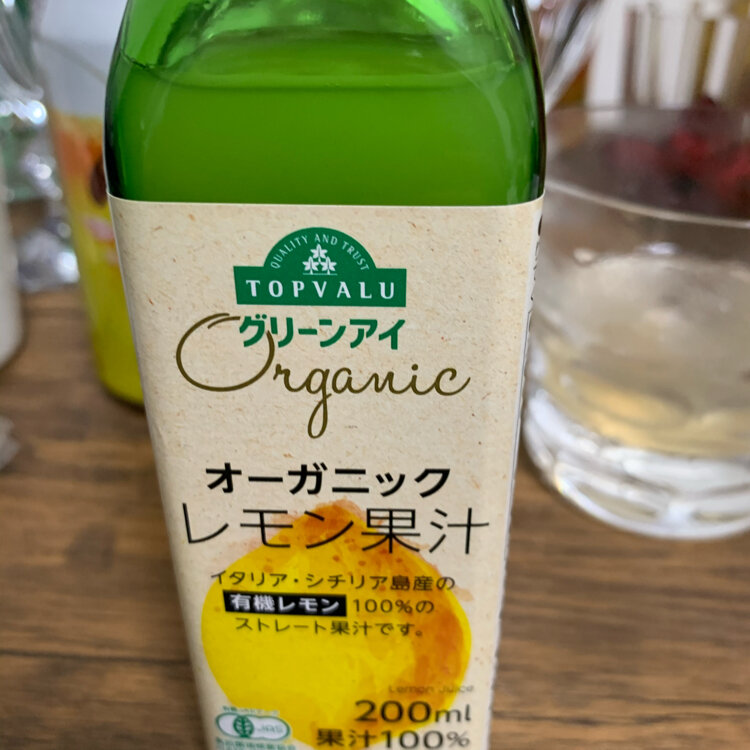 QUALITY AND TRUST
TOPVALU
グリーンアイ
Organic
オーガニック
レモン果汁
イタリア・シチリア島産の
有機レモン 100%の
ストレート果汁です。
Lemon Juice
200ml
果汁100%
JAS